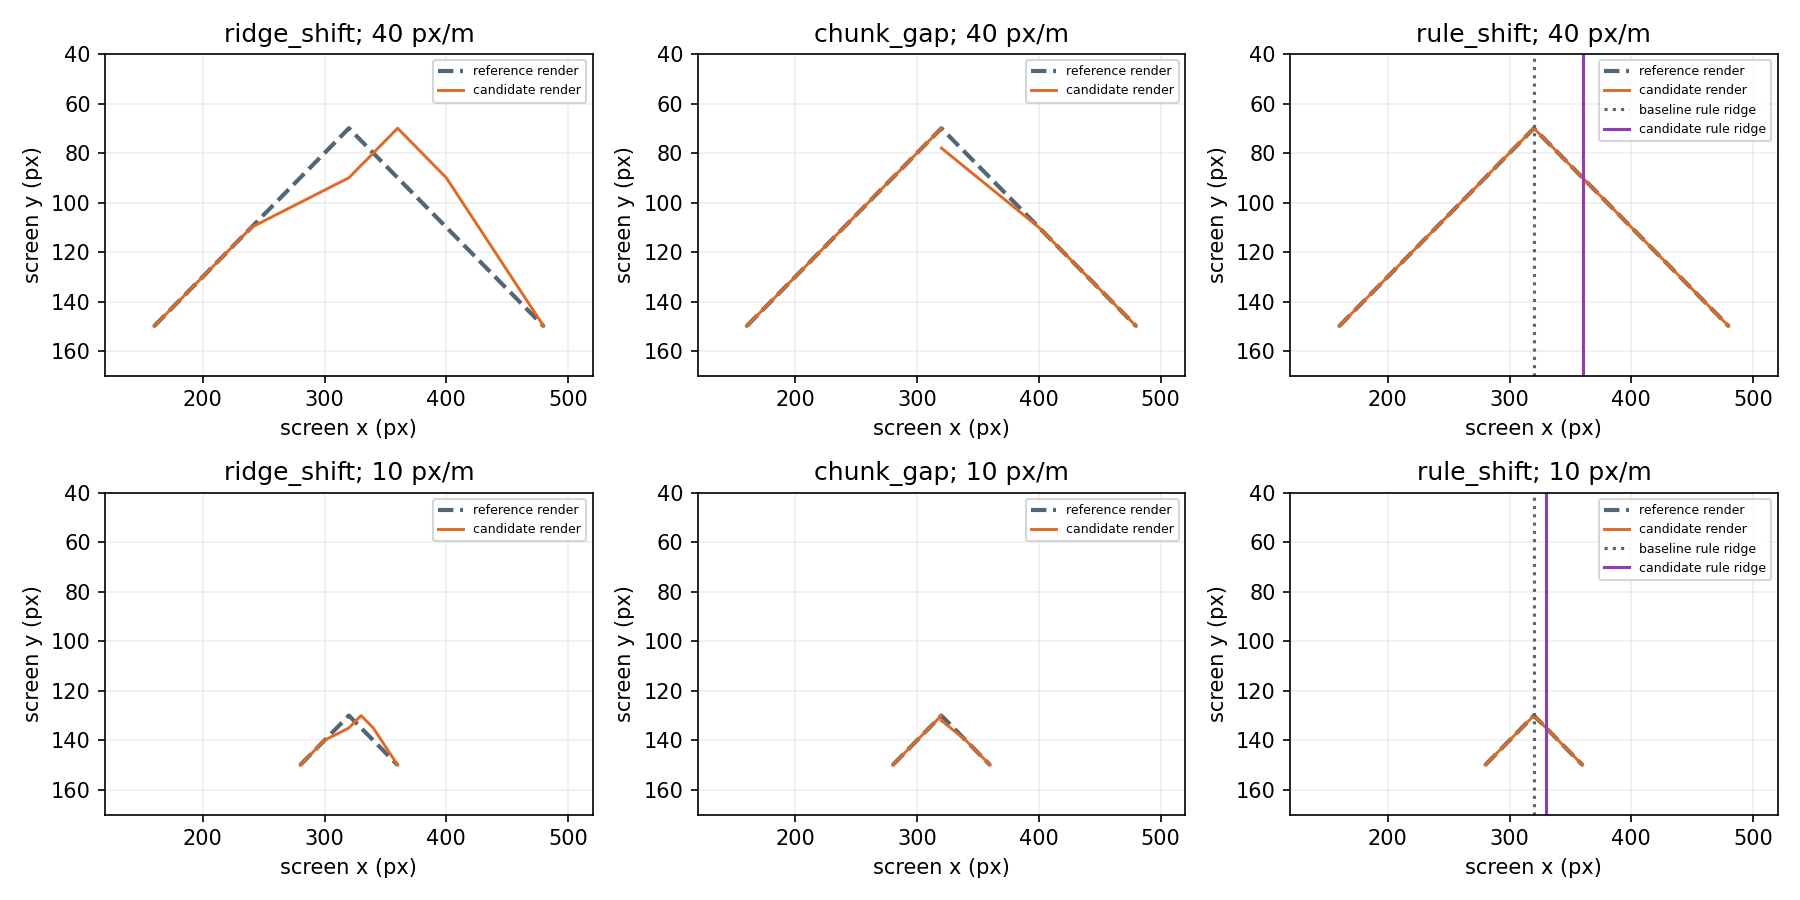 ridge_shift; 40 px/m
40
60
80
100
120
140
160
200
300
400
500
screen y (px)
screen x (px)
reference render
candidate render
chunk_gap; 40 px/m
40
60
80
100
120
140
160
200
300
400
500
screen y (px)
screen x (px)
reference render
candidate render
rule_shift; 40 px/m
40
60
80
100
120
140
160
200
300
400
500
screen y (px)
screen x (px)
reference render
candidate render
baseline rule ridge
candidate rule ridge
ridge_shift; 10 px/m
40
60
80
100
120
140
160
200
300
400
500
screen y (px)
screen x (px)
reference render
candidate render
chunk_gap; 10 px/m
40
60
80
100
120
140
160
200
300
400
500
screen y (px)
screen x (px)
reference render
candidate render
rule_shift; 10 px/m
40
60
80
100
120
140
160
200
300
400
500
screen y (px)
screen x (px)
reference render
candidate render
baseline rule ridge
candidate rule ridge